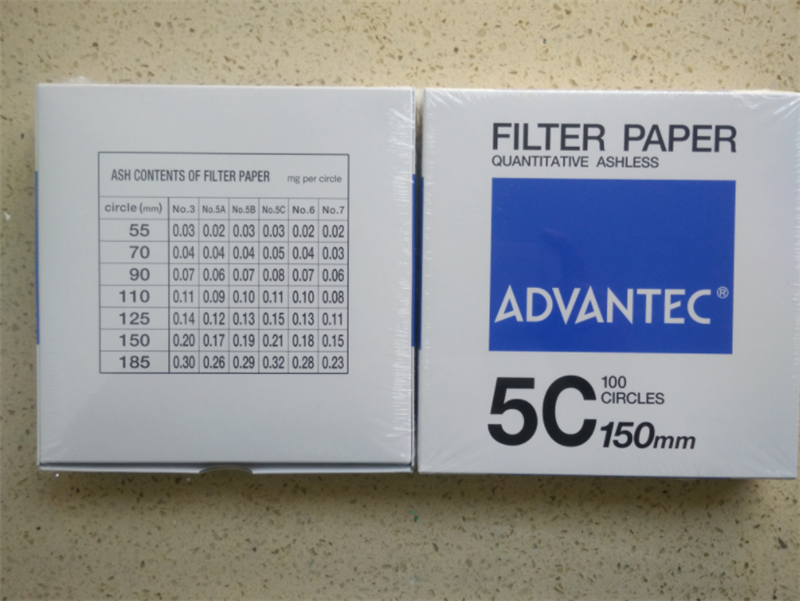 ASH CONTENTS OF FILTER PAPER mg per circle
circle (mm) No.3 No.5A No.5B No.5C No.6 No.7
55 0.03 0.02 0.03 0.03 0.02 0.02
70 0.04 0.04 0.04 0.05 0.04 0.03
90 0.07 0.06 0.07 0.08 0.07 0.06
110 0.11 0.09 0.10 0.11 0.10 0.08
125 0.14 0.12 0.13 0.15 0.13 0.11
150 0.20 0.17 0.19 0.21 0.18 0.15
185 0.30 0.26 0.29 0.32 0.28 0.23
FILTER PAPER
QUANTITATIVE ASHLESS
ADVANTEC®
5C 100
CIRCLES
150mm